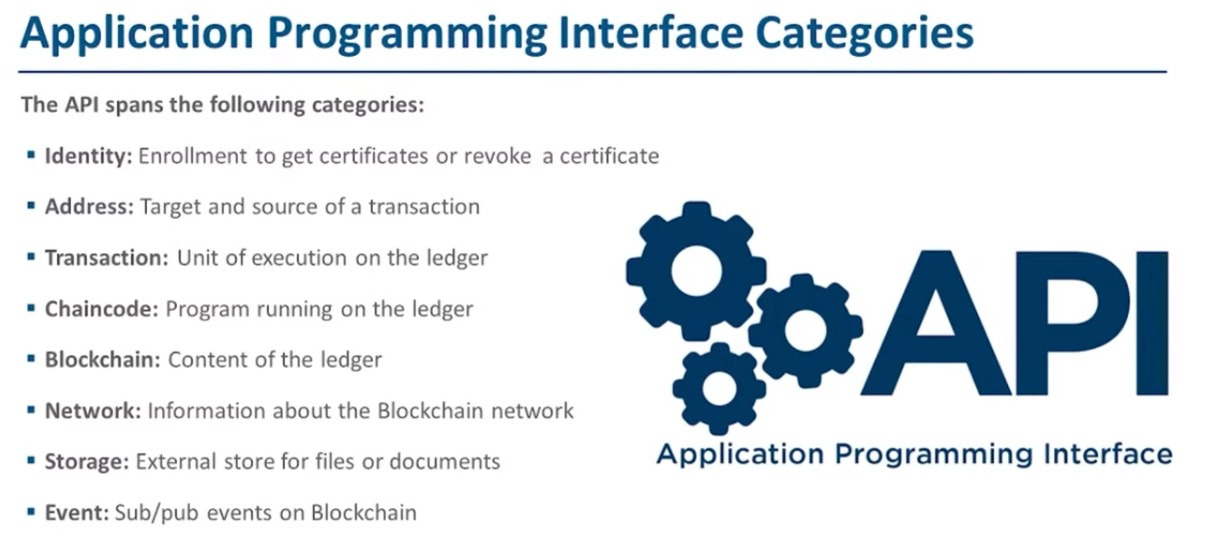 Application Programming Interface Categories
The API spans the following categories:
▪ Identity: Enrollment to get certificates or revoke a certificate
▪ Address: Target and source of a transaction
▪ Transaction: Unit of execution on the ledger
▪ Chaincode: Program running on the ledger
▪ Blockchain: Content of the ledger
▪ Network: Information about the Blockchain network
▪ Storage: External store for files or documents
▪ Event: Sub/pub events on Blockchain
API
Application Programming Interface